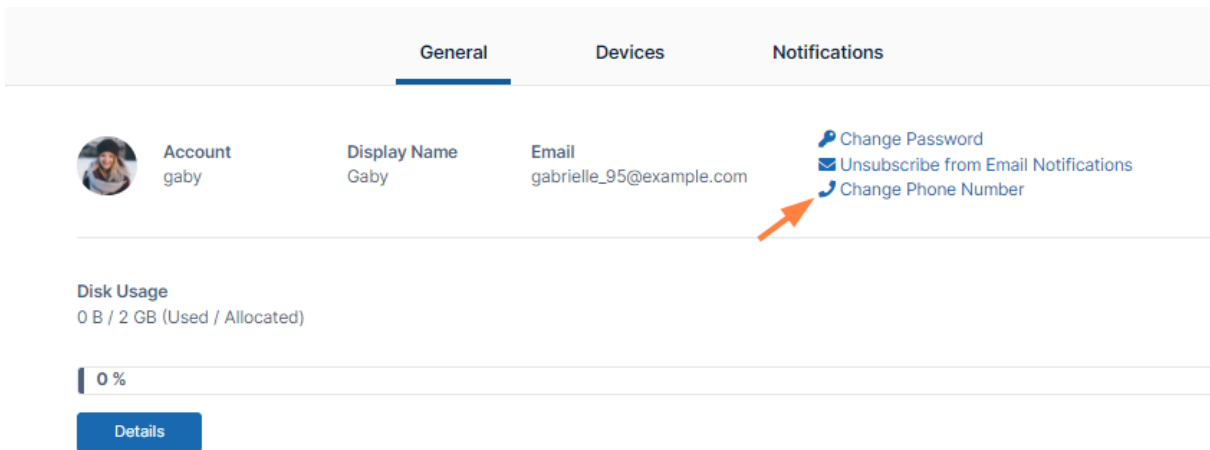 General Devices Notifications
Account Display Name Email
gaby Gaby gabrielle_95@example.com
Change Password
Unsubscribe from Email Notifications
Change Phone Number
Disk Usage
0 B / 2 GB (Used / Allocated)
0 %
Details